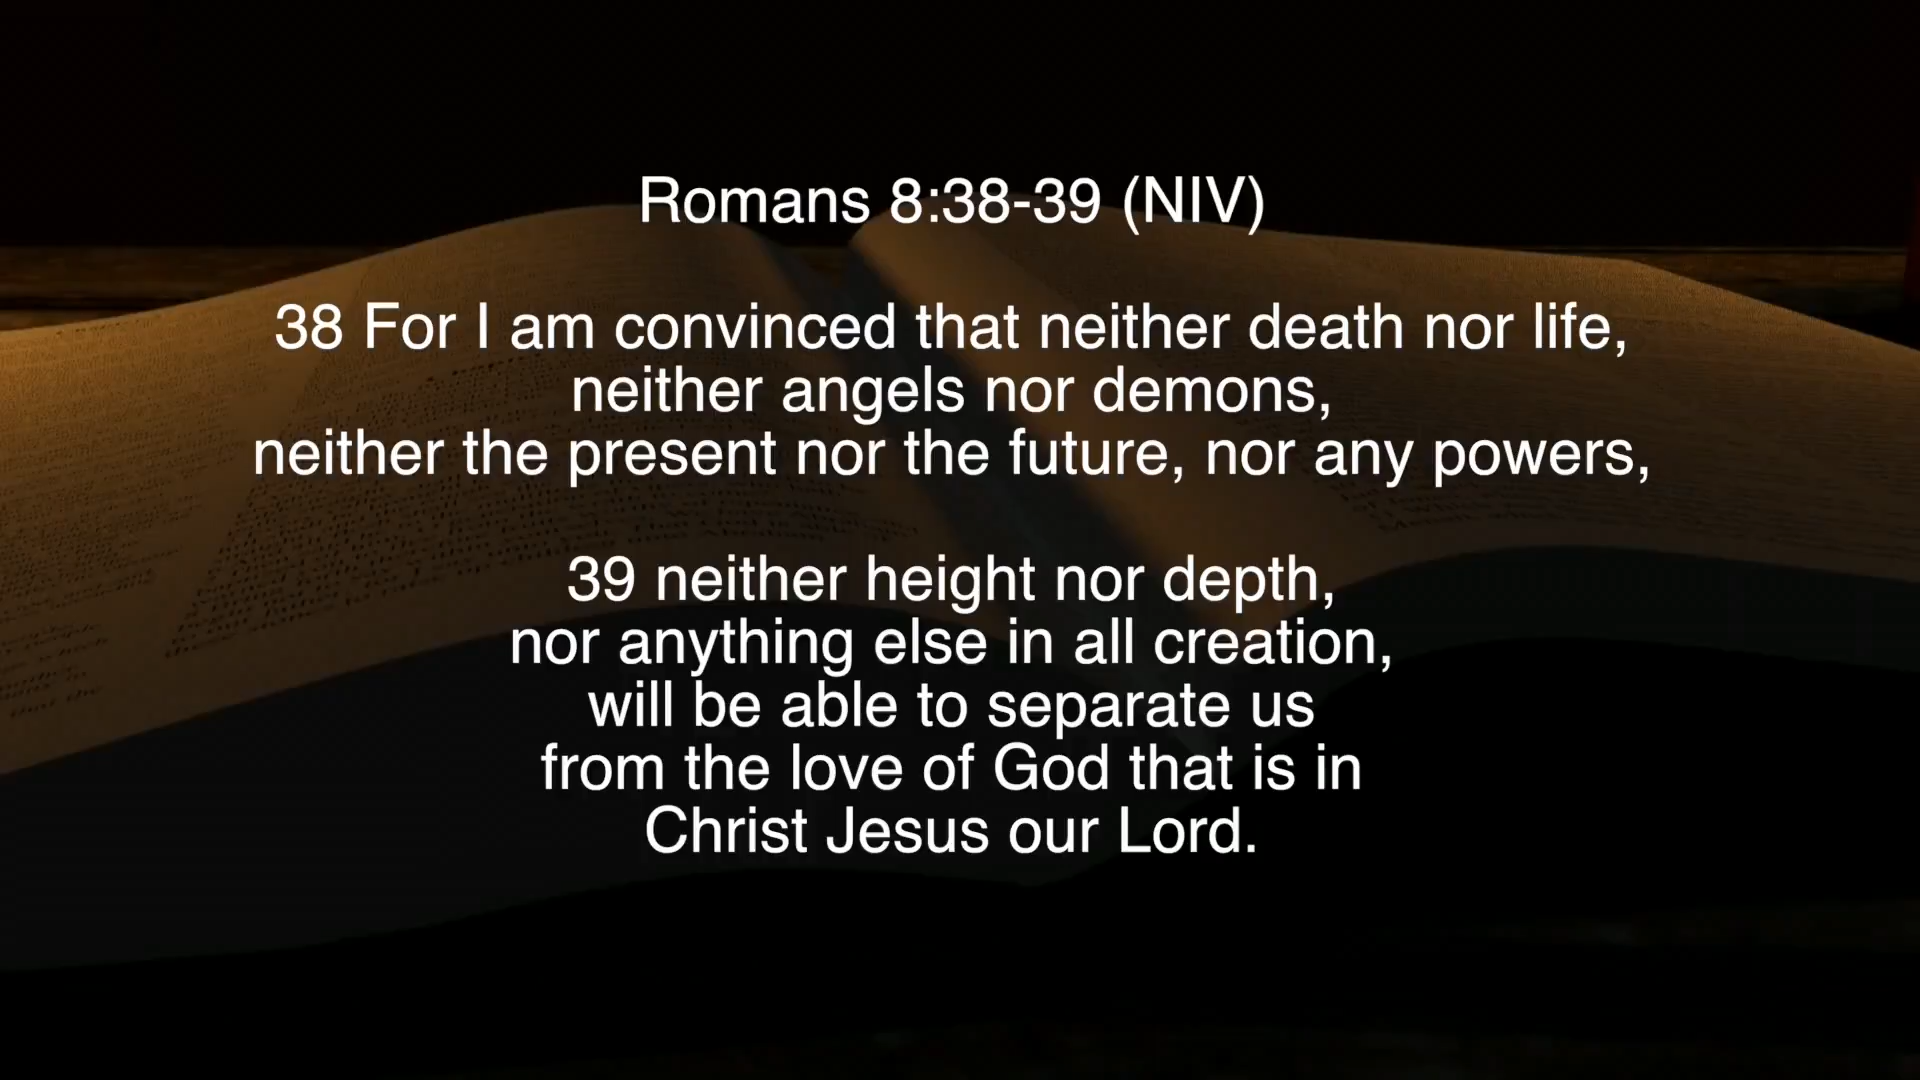 Romans 8:38-39 (NIV)
38 For I am convinced that neither death nor life,
neither angels nor demons,
neither the present nor the future, nor any powers,
39 neither height nor depth,
nor anything else in all creation,
will be able to separate us
from the love of God that is in
Christ Jesus our Lord.